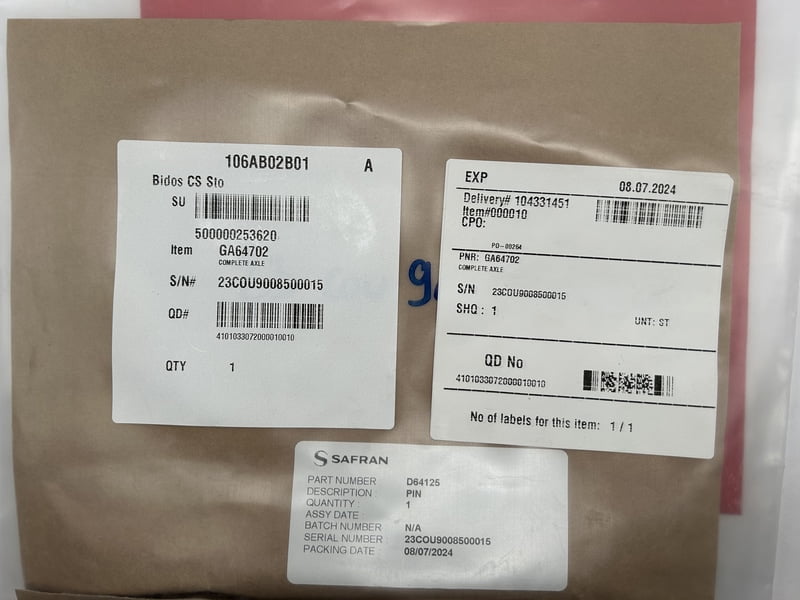 106AB02B01 A
Bidos CS Sto
SU
500000253620
Item GA64702
COMPLETE AXLE
S/N# 23COU9008500015
QD#
4101033072000010010
QTY 1
EXP 08.07.2024
Delivery# 104331451
Item#000010
CPO:
PO-00264
PNR: GA64702
COMPLETE AXLE
S/N 23COU9008500015
SHQ : 1
UNT: ST
QD No
4101033072000010010
No of labels for this item: 1 / 1
SAFRAN
PART NUMBER D64125
DESCRIPTION PIN
QUANTITY : 1
ASSY DATE
BATCH NUMBER N/A
SERIAL NUMBER : 23COU9008500015
PACKING DATE : 08/07/2024